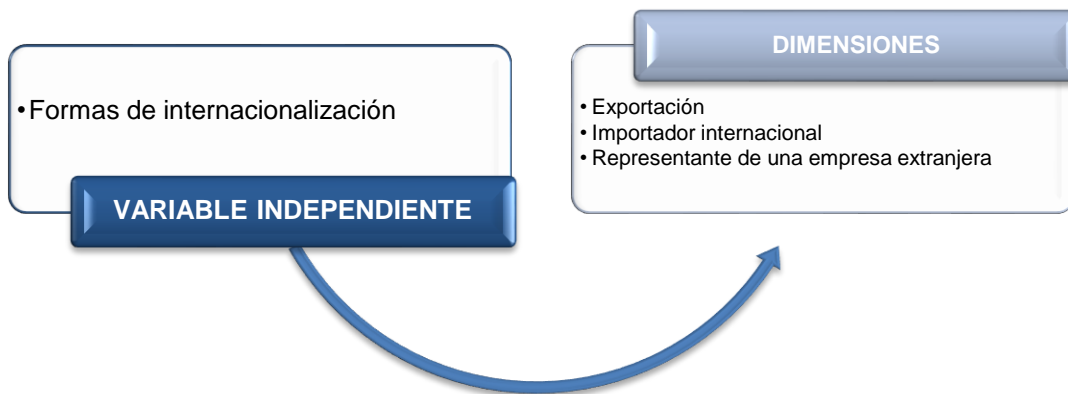 • Formas de internacionalización
VARIABLE INDEPENDIENTE
DIMENSIONES
• Exportación
• Importador internacional
• Representante de una empresa extranjera